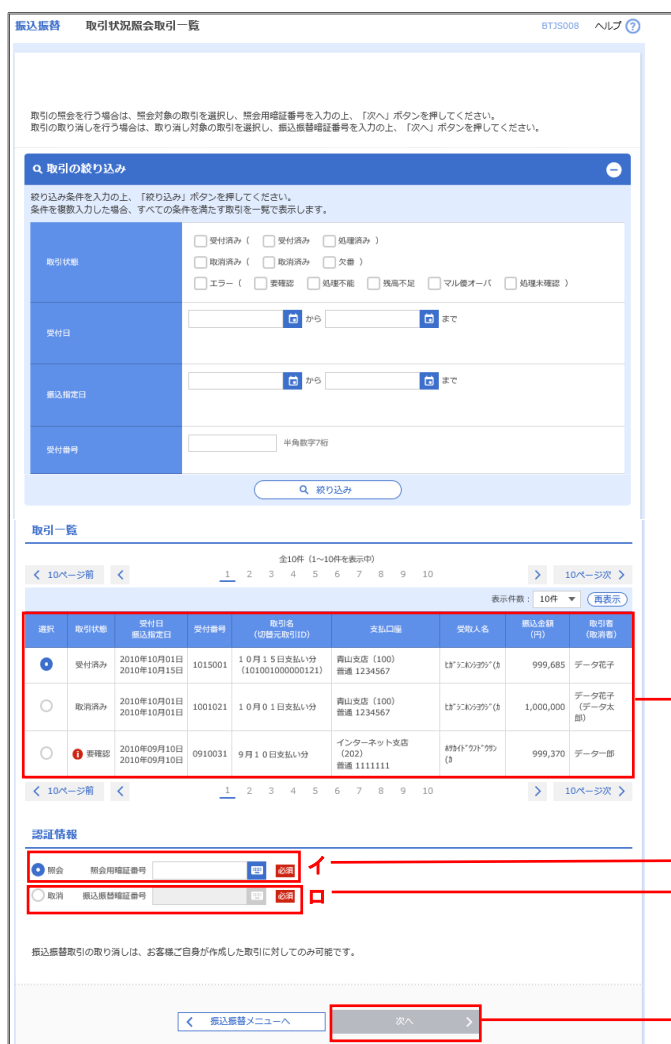 振込振替 取引状況照会取引一覧 BTJS008 ヘルプ ?
取引の照会を行う場合は、照会対象の取引を選択し、照会用暗証番号を入力の上、「次へ」ボタンを押してください。
取引の取り消しを行う場合は、取り消し対象の取引を選択し、振込振替暗証番号を入力の上、「次へ」ボタンを押してください。
取引の絞り込み
絞り込み条件を入力の上、「絞り込み」ボタンを押してください。
条件を複数入力した場合、すべての条件を満たす取引を一覧で表示します。
取引状態
受付済み ( 受付済み 処理済み )
取消済み ( 取消済み 欠番 )
エラー ( 要確認 処理不能 残高不足 マル優オーバ 処理未確認 )
受付日 から まで
振込指定日 から まで
受付番号 半角数字7桁
絞り込み
取引一覧
全10件 (1~10件を表示中)
10ページ前 1 2 3 4 5 6 7 8 9 10 10ページ次
表示件数: 10件 再表示
選択 取引状態 受付日 振込指定日 受付番号 取引名 (切替元取引ID) 支払口座 受取人名 振込金額 (円) 取引者 (取消者)
受付済み 2010年10月01日 2010年10月15日 1015001 10月15日支払い分 (101001000000121) 青山支店 (100) 普通 1234567 ﾋｶﾞｼﾆﾎﾝｼﾖｳｼﾞ(ｶ 999,685 データ花子
取消済み 2010年10月01日 2010年10月01日 1001021 10月01日支払い分 青山支店 (100) 普通 1234567 ﾋｶﾞｼﾆﾎﾝｼﾖｳｼﾞ(ｶ 1,000,000 データ花子 (データ太郎)
要確認 2010年09月10日 2010年09月10日 0910031 9月10日支払い分 インターネット支店 (202) 普通 1111111 999,370 データ一郎
10ページ前 1 2 3 4 5 6 7 8 9 10 10ページ次
認証情報
照会 照会用暗証番号 必須 イ
取消 振込振替暗証番号 必須 ロ
振込振替取引の取り消しは、お客様ご自身が作成した取引に対してのみ可能です。
振込振替メニューへ 次へ